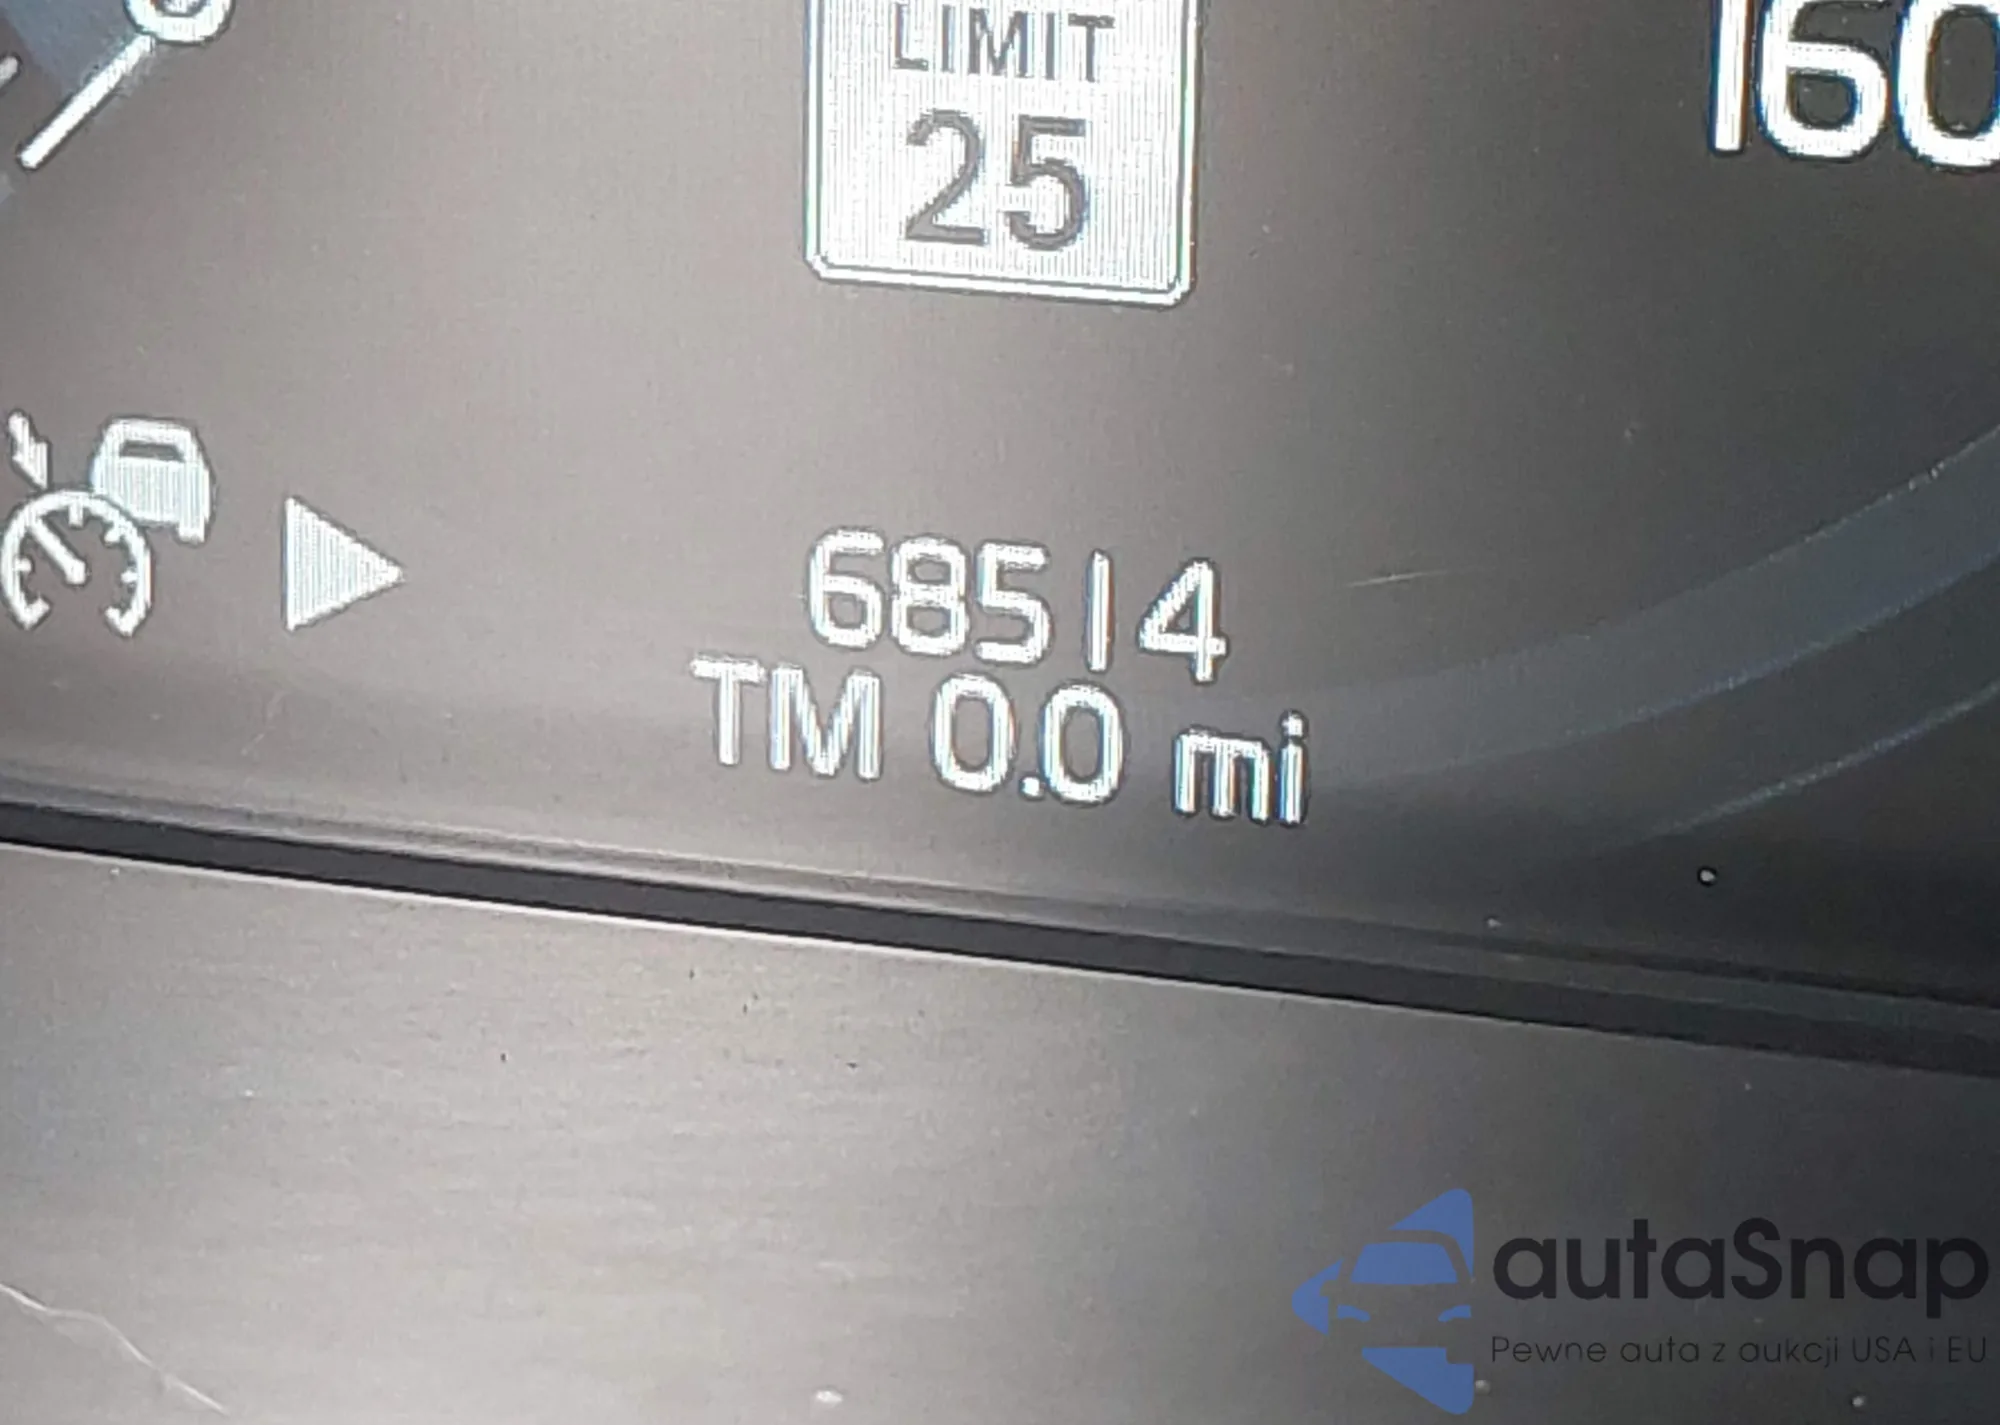 LIMIT
25
160
68514
TM 0.0 mi
autaSnap
Pewne auta z aukcji USA i EU